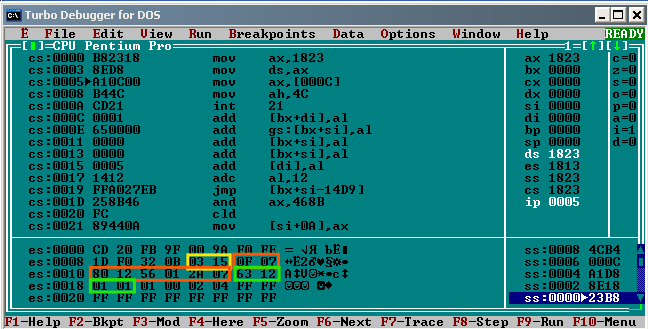 Turbo Debugger for DOS
E File Edit View Run Breakpoints Data Options Window Help READY
[■]=CPU Pentium Pro 1=[↑][↓]
cs:0000 B82318 mov ax,1823 ax 1823 c=0
cs:0003 8ED8 mov ds,ax bx 0000 z=0
cs:0005►A10C00 mov ax,[000C] cx 0000 s=0
cs:0008 B44C mov ah,4C dx 0000 o=0
cs:000A CD21 int 21 si 0000 p=0
cs:000C 0001 add [bx+di],al di 0000 a=0
cs:000E 650000 add gs:[bx+si],al bp 0000 i=1
cs:0011 0000 add [bx+si],al sp 0000 d=0
cs:0013 0000 add [bx+si],al ds 1823
cs:0015 0005 add [di],al es 1813
cs:0017 1412 adc al,12 ss 1823
cs:0019 FFA027EB jmp [bx+si-14D9] cs 1823
cs:001D 258B46 and ax,468B ip 0005
cs:0020 FC cld
cs:0021 89440A mov [si+0A],ax
es:0000 CD 20 FB 9F 00 9A F0 FF ss:0008 4CB4
es:0008 1D F0 32 0B 03 15 0F 07 ss:0006 000C
es:0010 80 12 56 01 2A 07 63 12 ss:0004 A1D8
es:0018 01 01 01 00 02 04 FF FF ss:0002 8E18
es:0020 FF FF FF FF FF FF FF FF ss:0000►23B8
F1-Help F2-Bkpt F3-Mod F4-Here F5-Zoom F6-Next F7-Trace F8-Step F9-Run F10-Menu